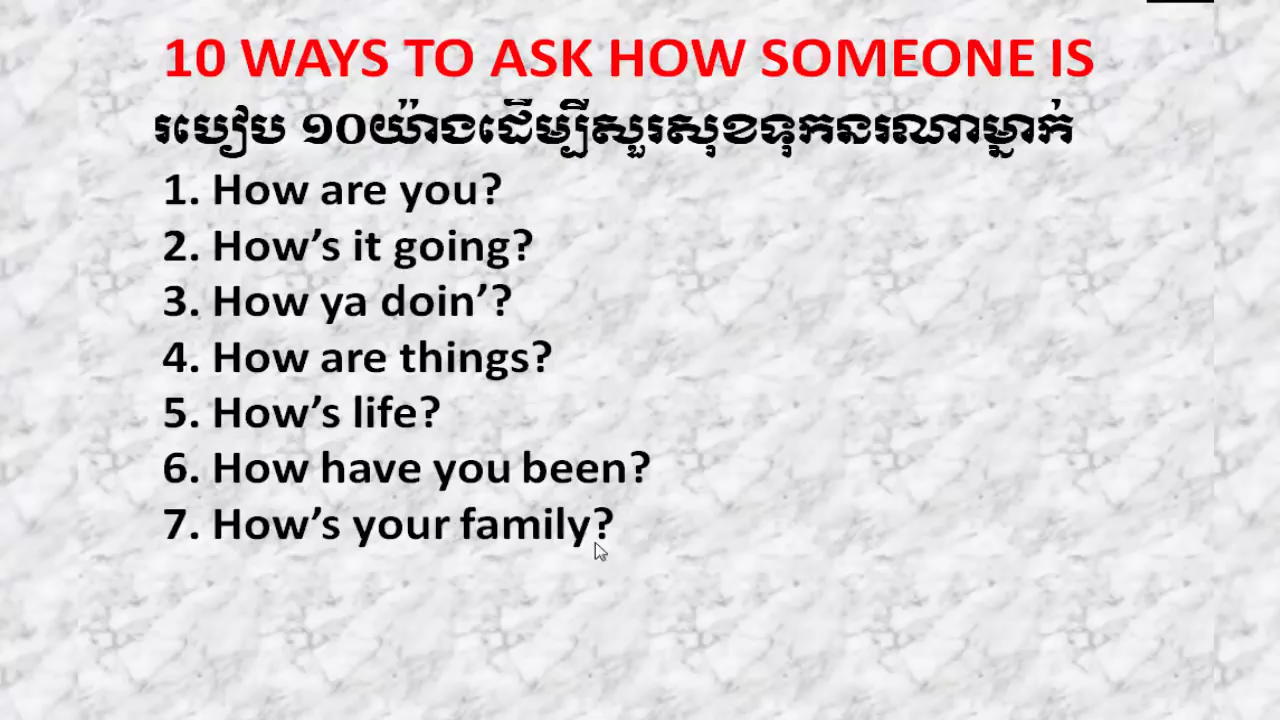 10 WAYS TO ASK HOW SOMEONE IS
របៀប ១០យ៉ាងដើម្បីសួរសុខទុកនរណាម្នាក់
1. How are you?
2. How’s it going?
3. How ya doin’?
4. How are things?
5. How’s life?
6. How have you been?
7. How’s your family?